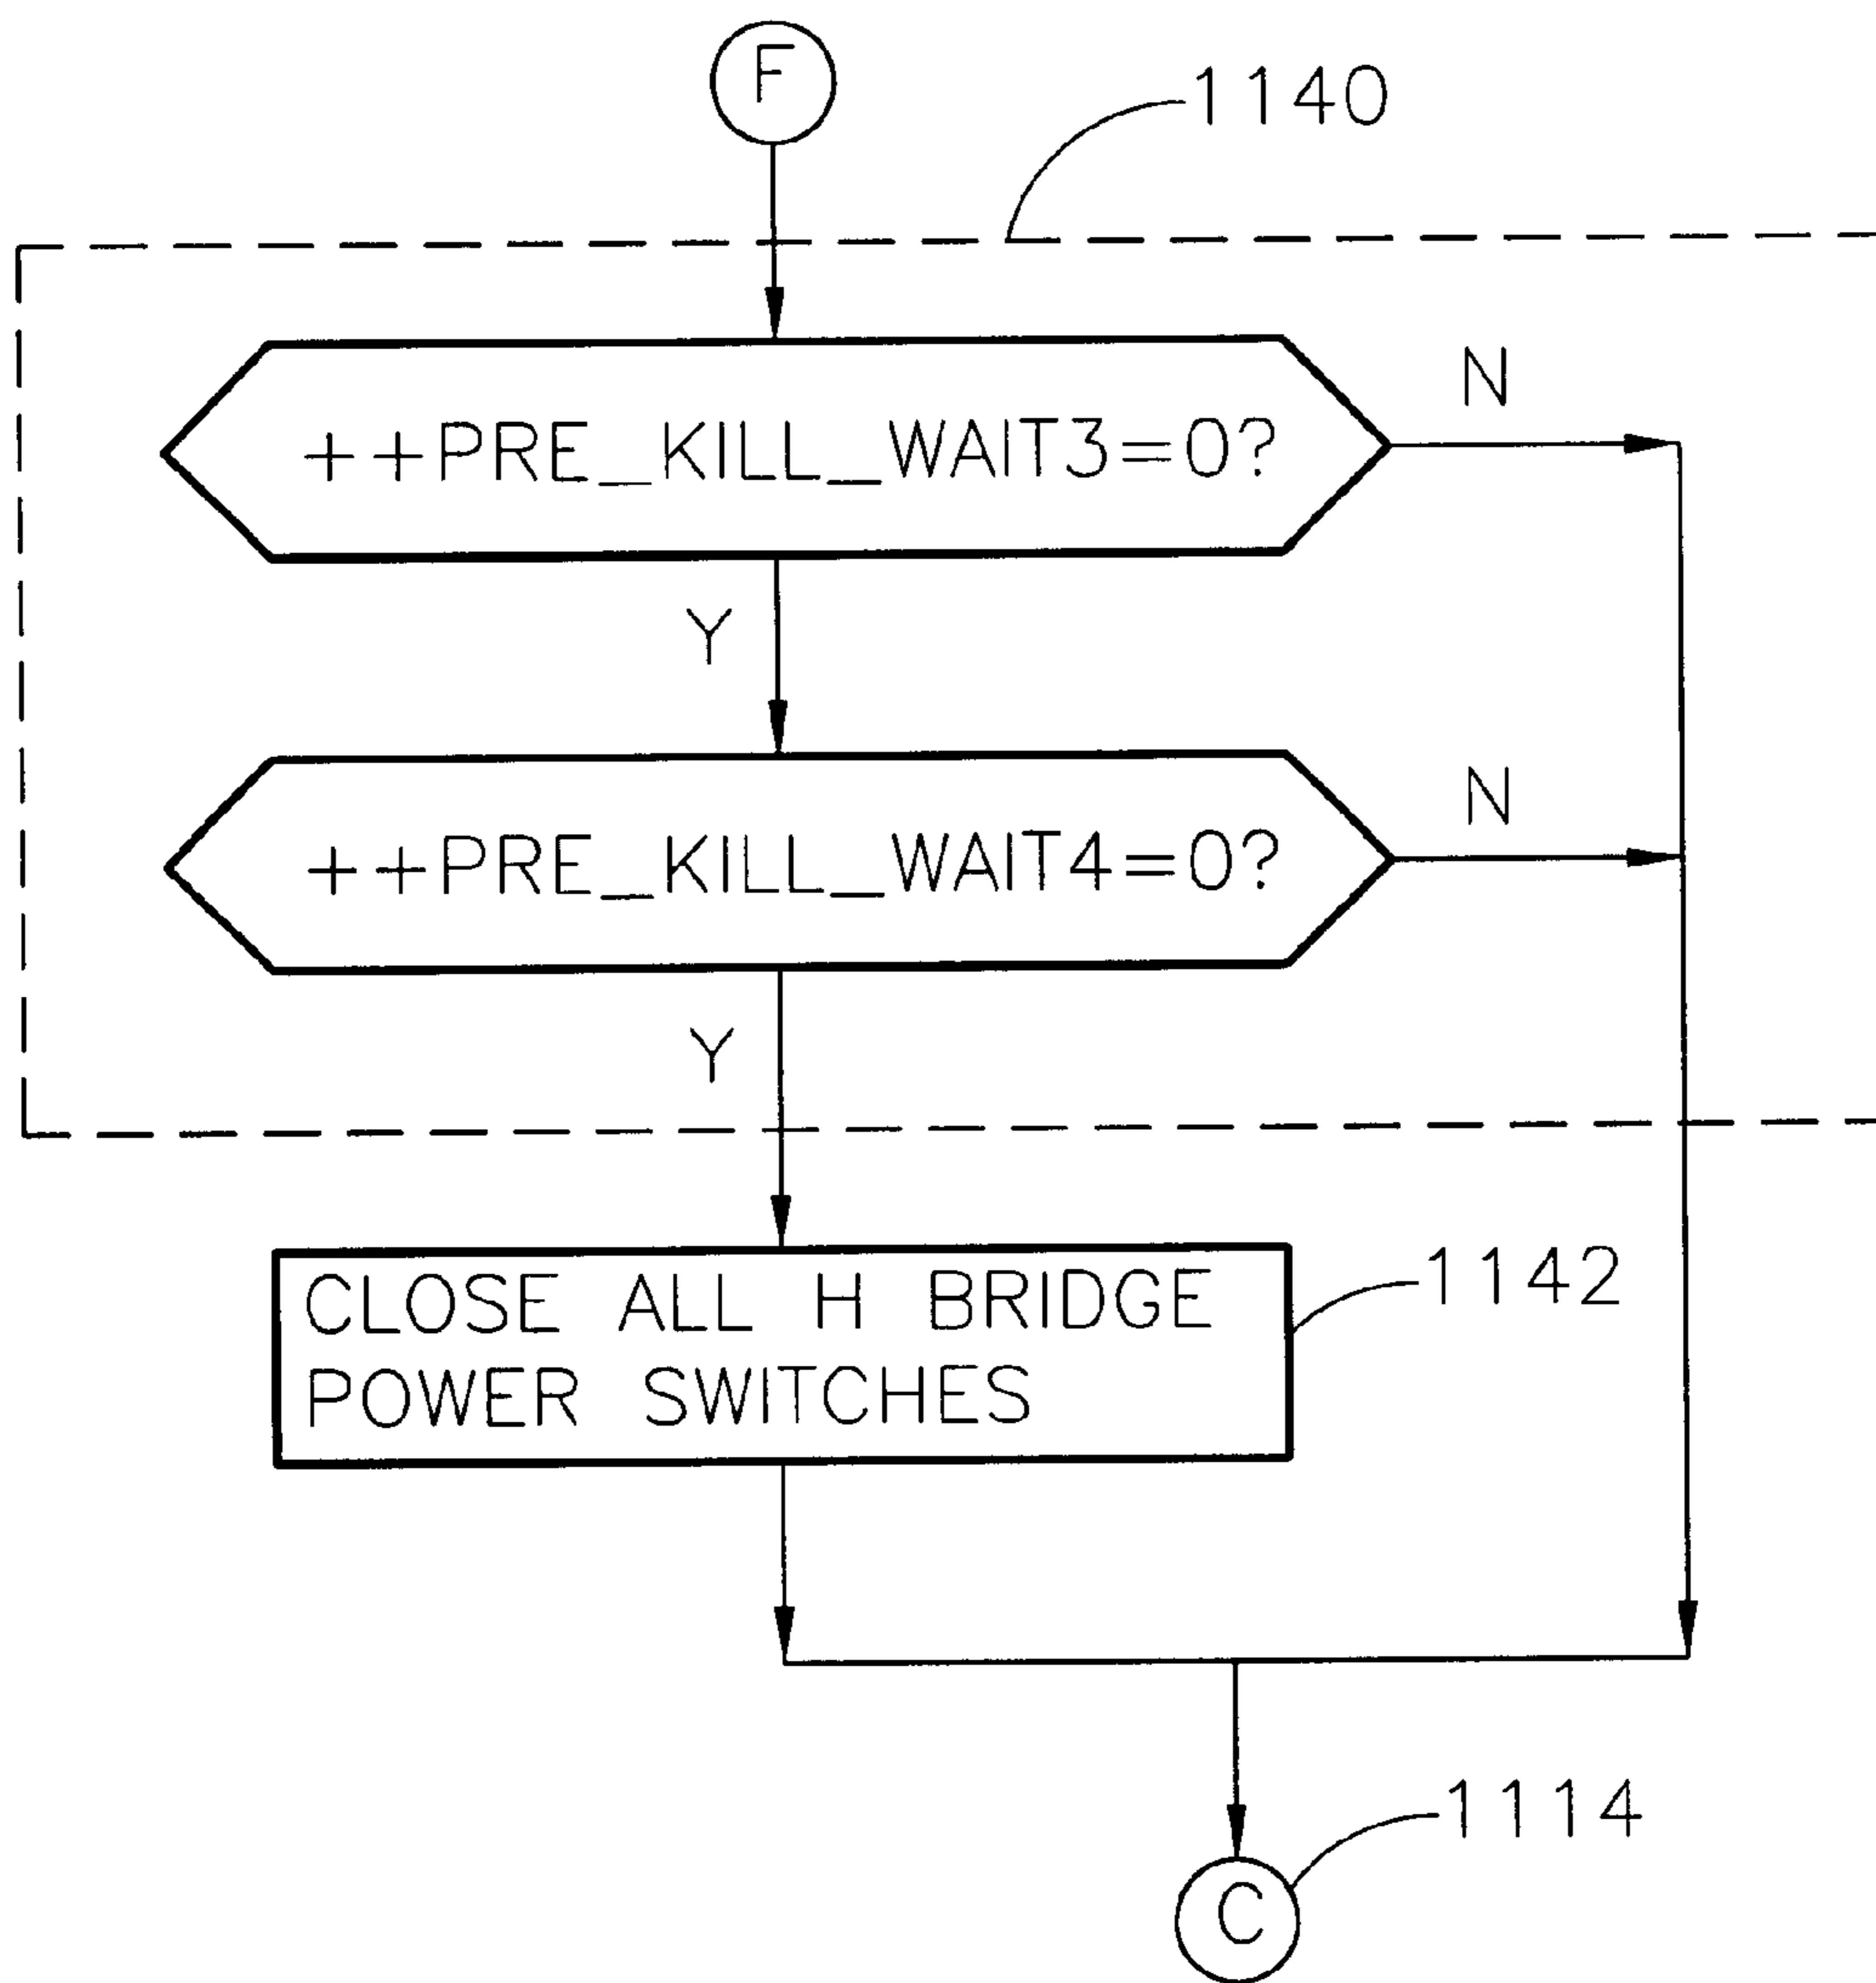 F
1140
++PRE_KILL_WAIT3=0?
N
Y
++PRE_KILL_WAIT4=0?
N
Y
CLOSE ALL H BRIDGE
POWER SWITCHES
1142
1114
C